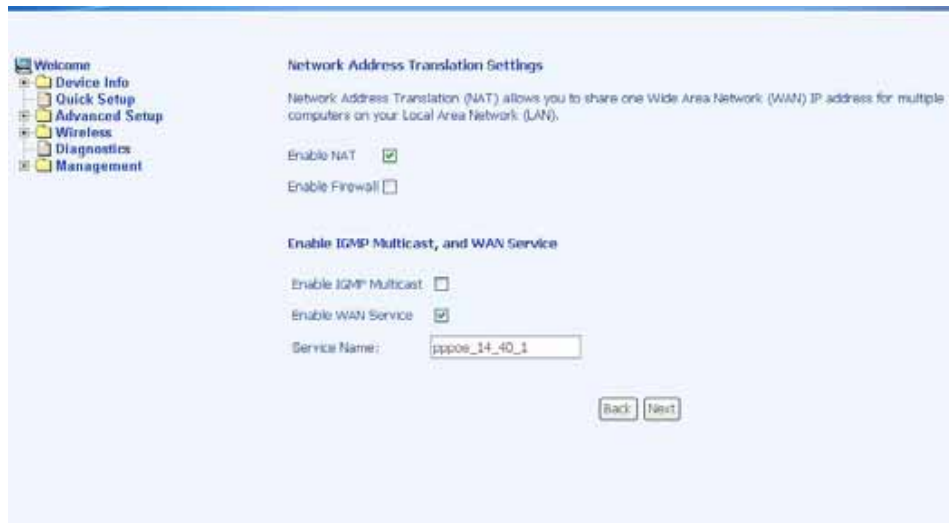 Welcome
Device Info
Quick Setup
Advanced Setup
Wireless
Diagnostics
Management
Network Address Translation Settings
Network Address Translation (NAT) allows you to share one Wide Area Network (WAN) IP address for multiple
computers on your Local Area Network (LAN).
Enable NAT
Enable Firewall
Enable IGMP Multicast, and WAN Service
Enable IGMP Multicast
Enable WAN Service
Service Name:
pppoe_14_40_1
Back Next